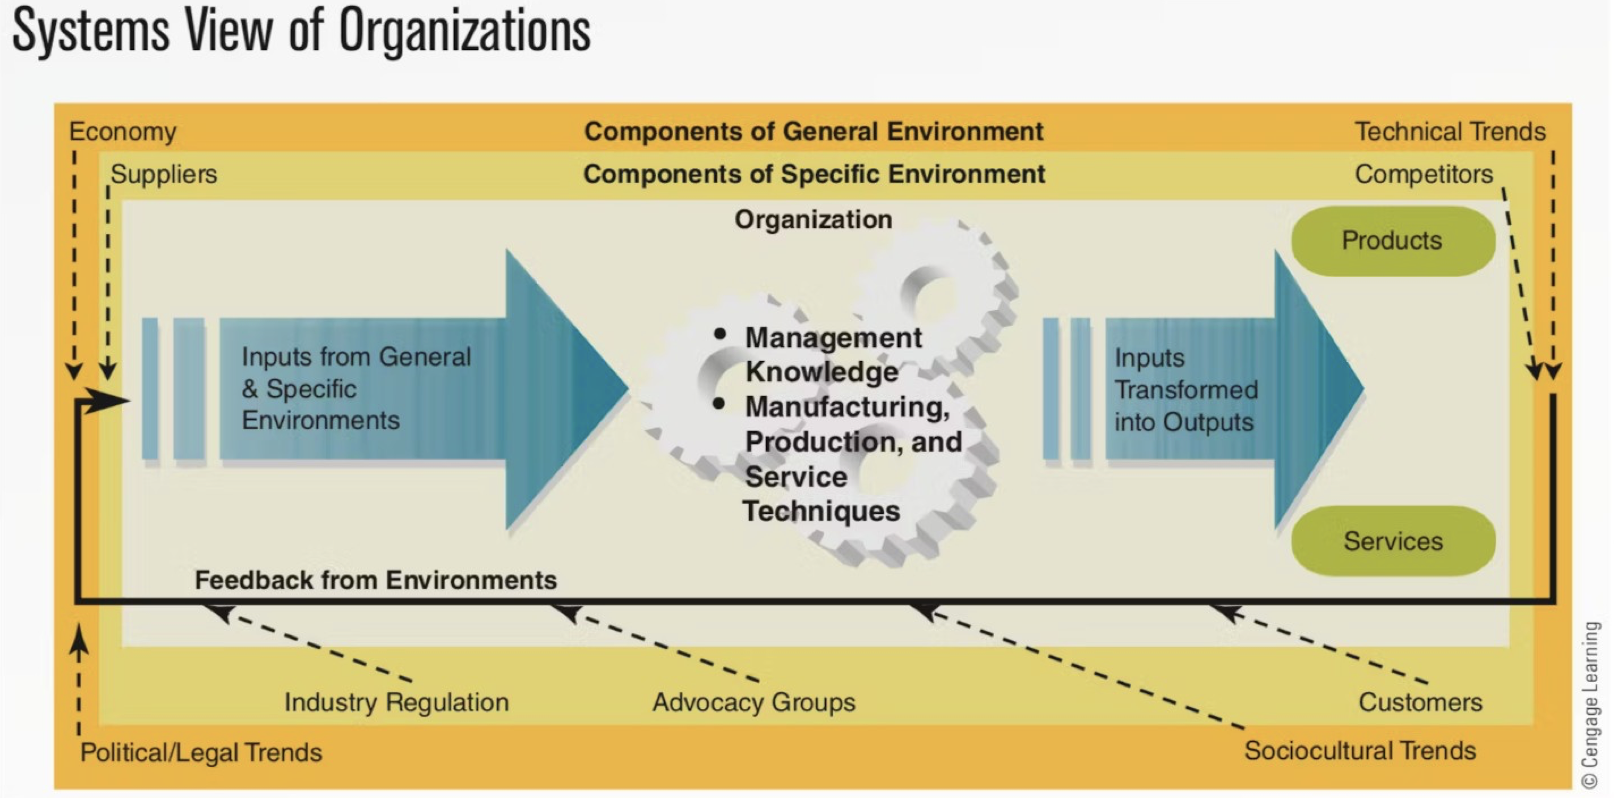 Systems View of Organizations
Economy
Components of General Environment
Technical Trends
Suppliers
Components of Specific Environment
Competitors
Organization
Products
Inputs from General
& Specific
Environments
• Management
Knowledge
• Manufacturing,
Production, and
Service
Techniques
Inputs
Transformed
into Outputs
Services
Feedback from Environments
Industry Regulation
Advocacy Groups
Customers
Political/Legal Trends
Sociocultural Trends
© Cengage Learning